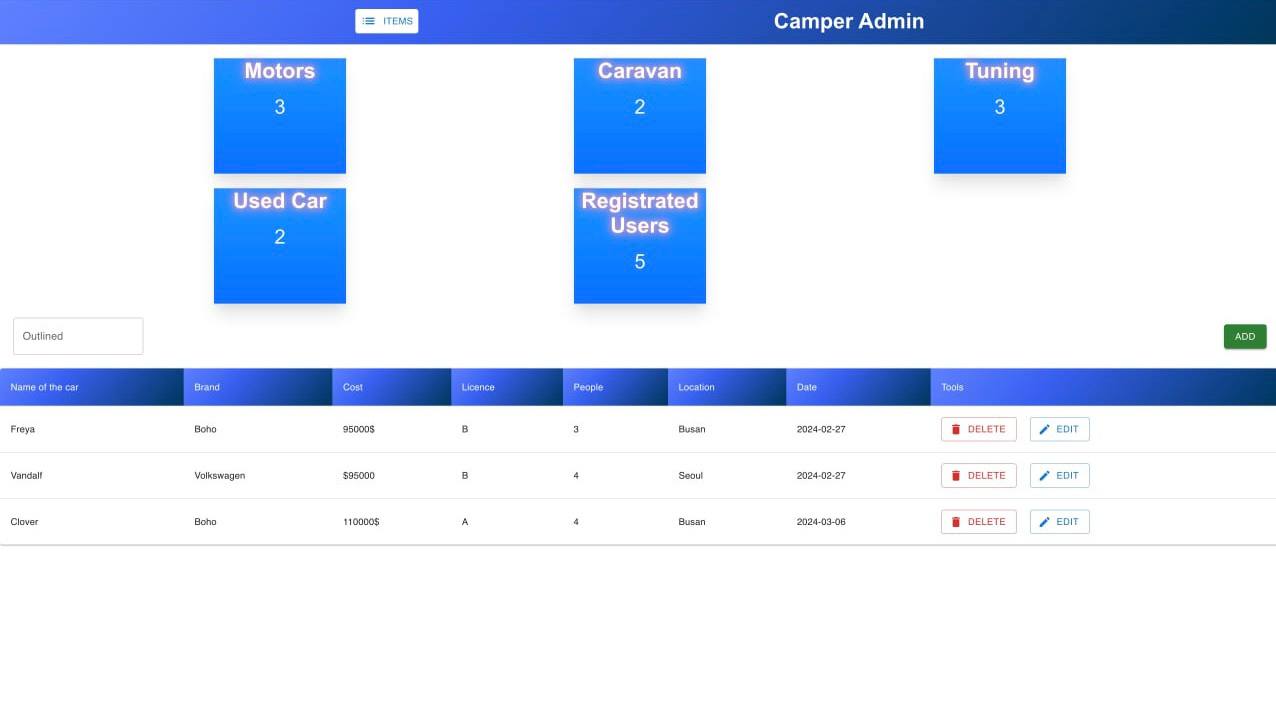 ITEMS
Camper Admin
Motors
3
Caravan
2
Tuning
3
Used Car
2
Registrated
Users
5
Outlined
ADD
Name of the car Brand Cost Licence People Location Date Tools
Freya Boho 95000$ B 3 Busan 2024-02-27 DELETE EDIT
Vandalf Volkswagen $95000 B 4 Seoul 2024-02-27 DELETE EDIT
Clover Boho 110000$ A 4 Busan 2024-03-06 DELETE EDIT